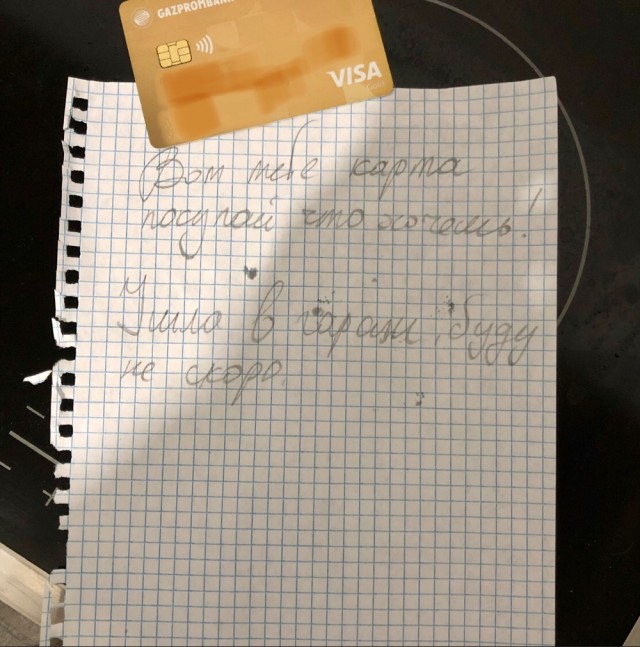 GAZPROMBANK
VISA
Вот тебе карта
покупай что хочешь!
Ушла в гараж, буду
не скоро.